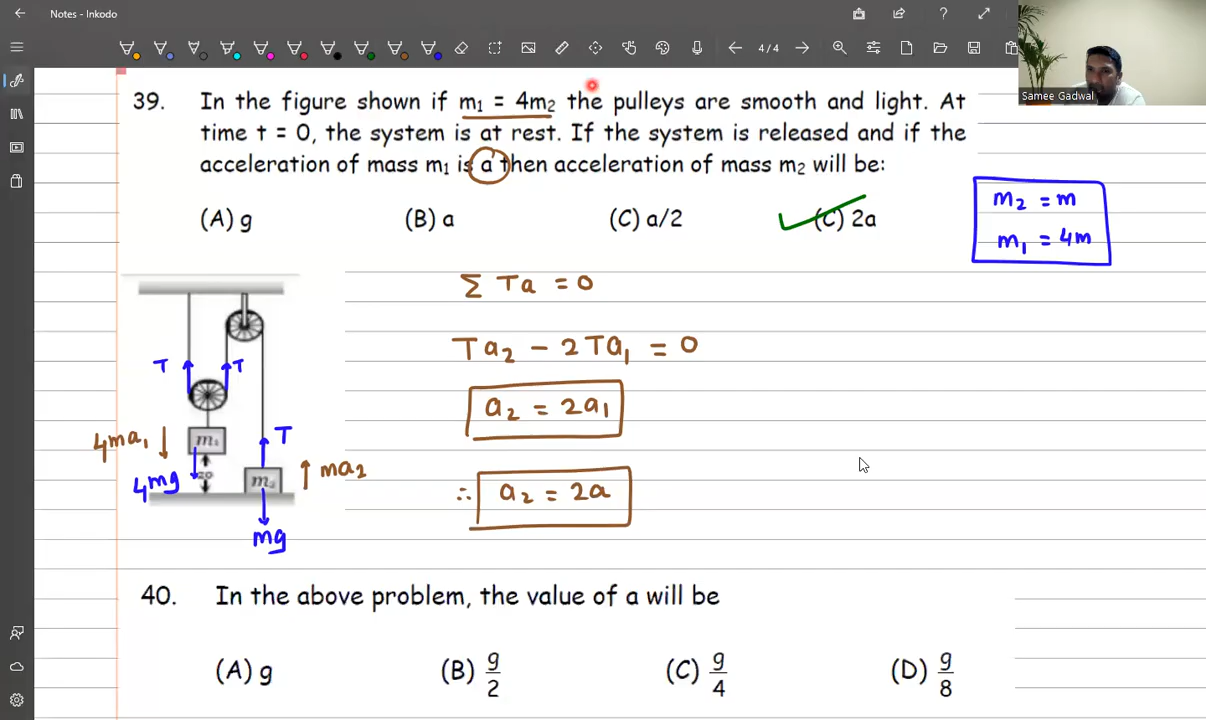 Notes - Inkodo
4/4
Samee Gadwal
39. In the figure shown if m₁ = 4m₂ the pulleys are smooth and light. At
time t = 0, the system is at rest. If the system is released and if the
acceleration of mass m₁ is a then acceleration of mass m₂ will be:
(A) g (B) a (C) a/2 (C) 2a
m₂ = m
m₁ = 4m
Σ Ta = 0
Ta₂ - 2Ta₁ = 0
a₂ = 2a₁
∴ a₂ = 2a
T T
4ma₁ m₁ T
4mg m₂ ma₂
mg
40. In the above problem, the value of a will be
(A) g (B) g/2 (C) g/4 (D) g/8